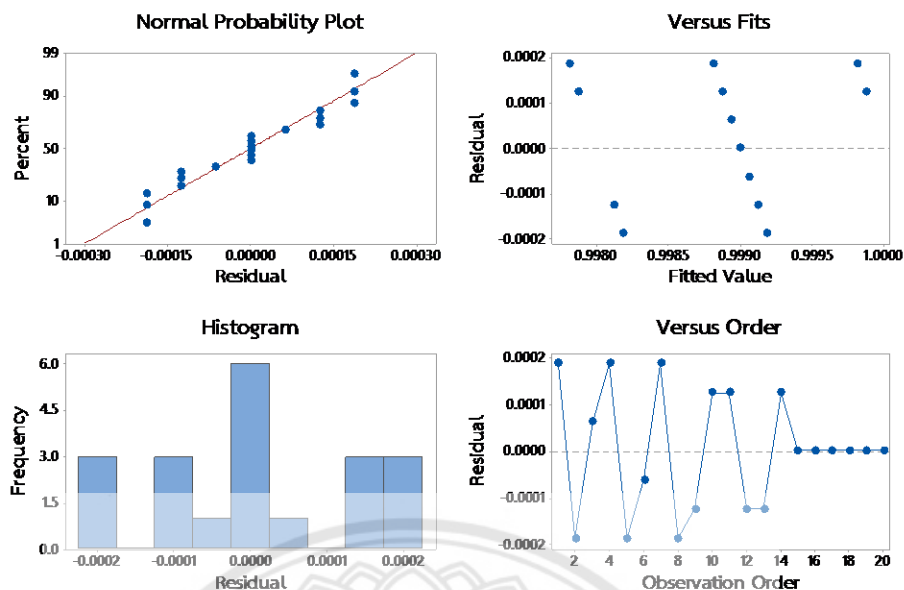 Normal Probability Plot
99
90
50
10
1
Percent
-0.00030 -0.00015 0.00000 0.00015 0.00030
Residual
Versus Fits
0.0002
0.0001
0.0000
-0.0001
-0.0002
Residual
0.9980 0.9985 0.9990 0.9995 1.0000
Fitted Value
Histogram
6.0
4.5
3.0
1.5
0.0
Frequency
-0.0002 -0.0001 0.0000 0.0001 0.0002
Residual
Versus Order
0.0002
0.0001
0.0000
-0.0001
-0.0002
Residual
2 4 6 8 10 12 14 16 18 20
Observation Order